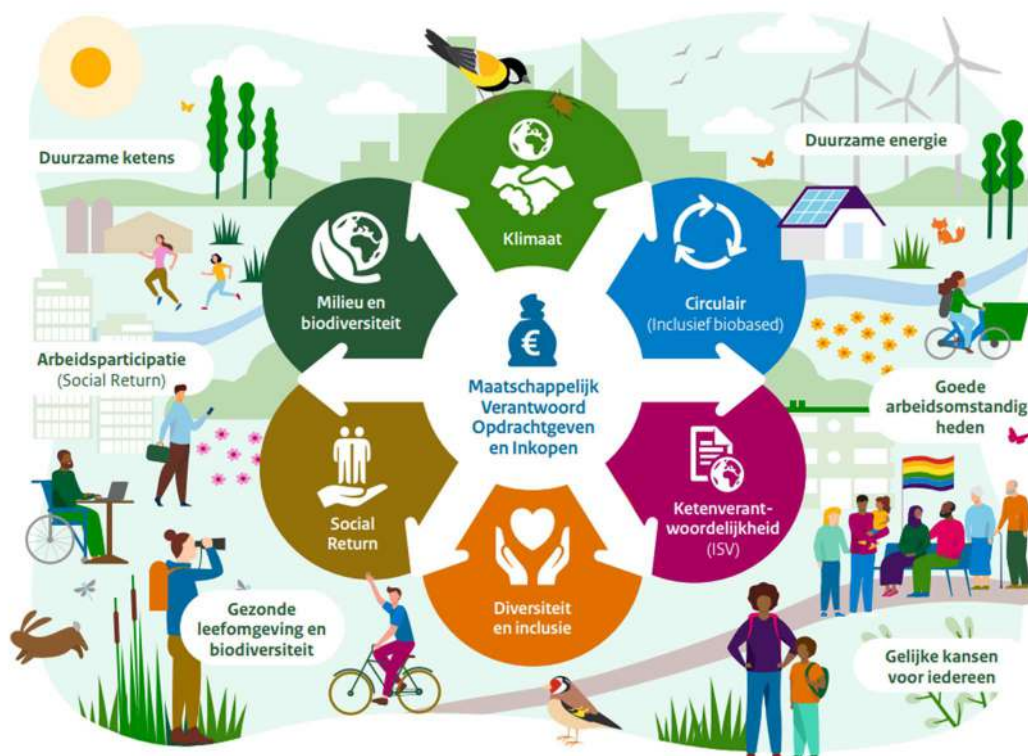 Duurzame ketens
Duurzame energie
Klimaat
Milieu en
biodiversiteit
Circulair
(Inclusief biobased)
€
Maatschappelijk
Verantwoord
Opdrachtgeven
en Inkopen
Arbeidsparticipatie
(Social Return)
Goede
arbeidsomstandig
heden
Social
Return
Ketenverant-
woordelijkheid
(ISV)
Diversiteit
en inclusie
Gezonde
leefomgeving en
biodiversiteit
Gelijke kansen
voor iedereen